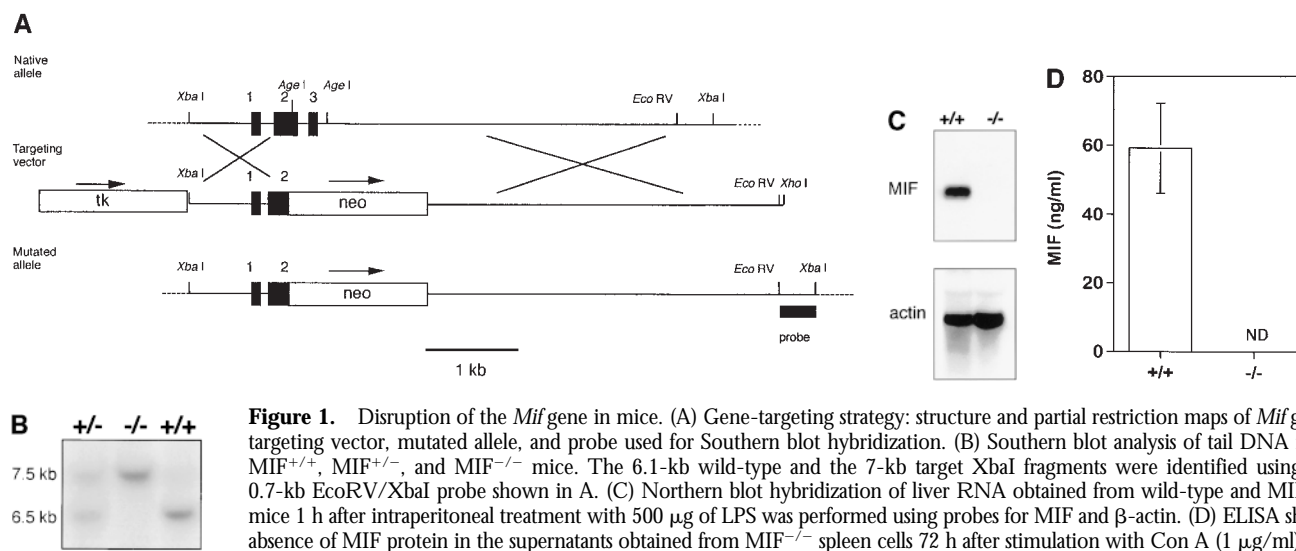 A
Native
allele
Xba I 1 Age I 2 3 Age I Eco RV Xba I
Targeting
vector
Xba I 1 2 Eco RV Xho I
tk neo
Mutated
allele
Xba I 1 2 Eco RV Xba I
neo
probe
1 kb
C
+/+ -/-
MIF
actin
D
80
60
40
20
0
MIF (ng/ml)
ND
+/+ -/-
B
+/- -/- +/+
7.5 kb
6.5 kb
Figure 1. Disruption of the Mif gene in mice. (A) Gene-targeting strategy: structure and partial restriction maps of Mif g
targeting vector, mutated allele, and probe used for Southern blot hybridization. (B) Southern blot analysis of tail DNA
MIF+/+, MIF+/−, and MIF−/− mice. The 6.1-kb wild-type and the 7-kb target XbaI fragments were identified using
0.7-kb EcoRV/XbaI probe shown in A. (C) Northern blot hybridization of liver RNA obtained from wild-type and MI
mice 1 h after intraperitoneal treatment with 500 μg of LPS was performed using probes for MIF and β-actin. (D) ELISA sh
absence of MIF protein in the supernatants obtained from MIF−/− spleen cells 72 h after stimulation with Con A (1 μg/ml)